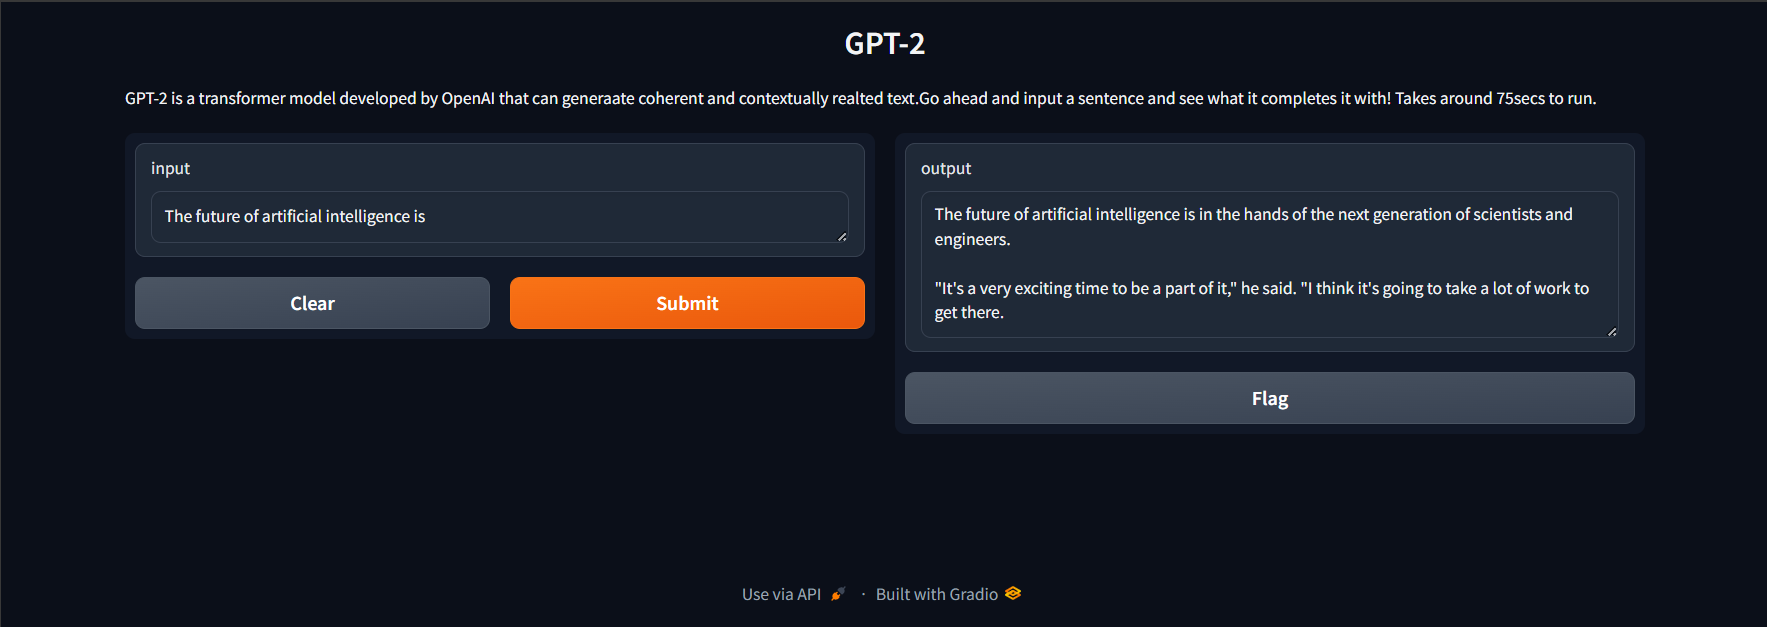 GPT-2
GPT-2 is a transformer model developed by OpenAI that can generaate coherent and contextually realted text.Go ahead and input a sentence and see what it completes it with! Takes around 75secs to run.
input
The future of artificial intelligence is
Clear
Submit
output
The future of artificial intelligence is in the hands of the next generation of scientists and
engineers.
"It's a very exciting time to be a part of it," he said. "I think it's going to take a lot of work to
get there.
Flag
Use via API · Built with Gradio